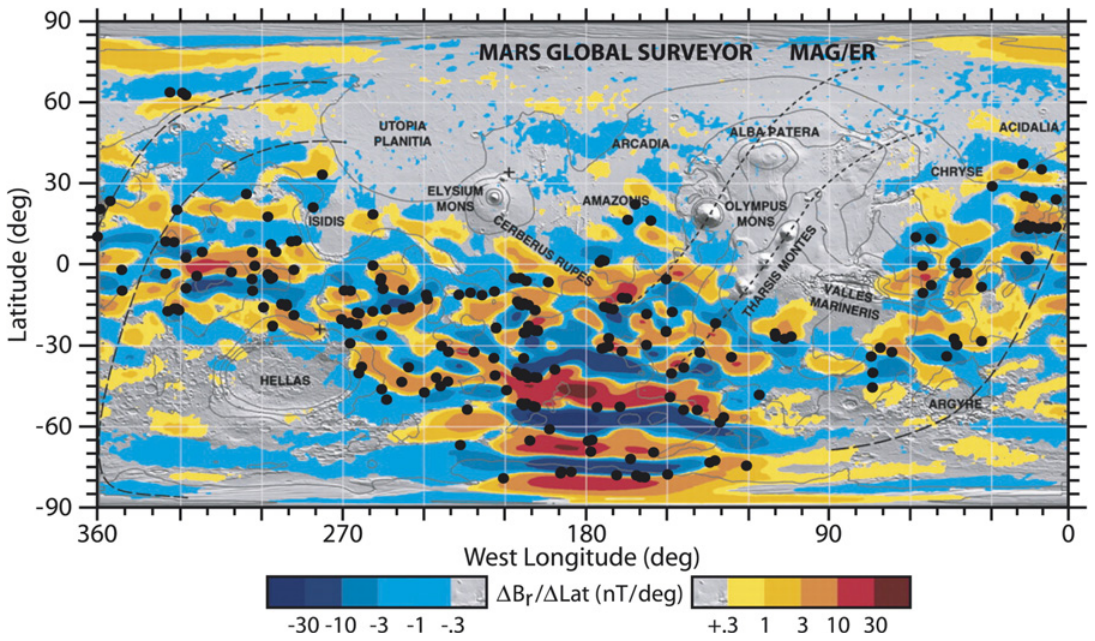 MARS GLOBAL SURVEYOR MAG/ER
90
60
30
0
-30
-60
-90
Latitude (deg)
UTOPIA
PLANITIA
ARCADIA
ALBA PATERA
ACIDALIA
CHRYSE
ELYSIUM
MONS
AMAZONIS
OLYMPUS
MONS
ISIDIS
CERBERUS RUPES
THARSIS MONTES
VALLES
MARINERIS
HELLAS
ARGYRE
360 270 180 90 0
West Longitude (deg)
ΔBr/ΔLat (nT/deg)
-30 -10 -3 -1 -.3 +.3 1 3 10 30